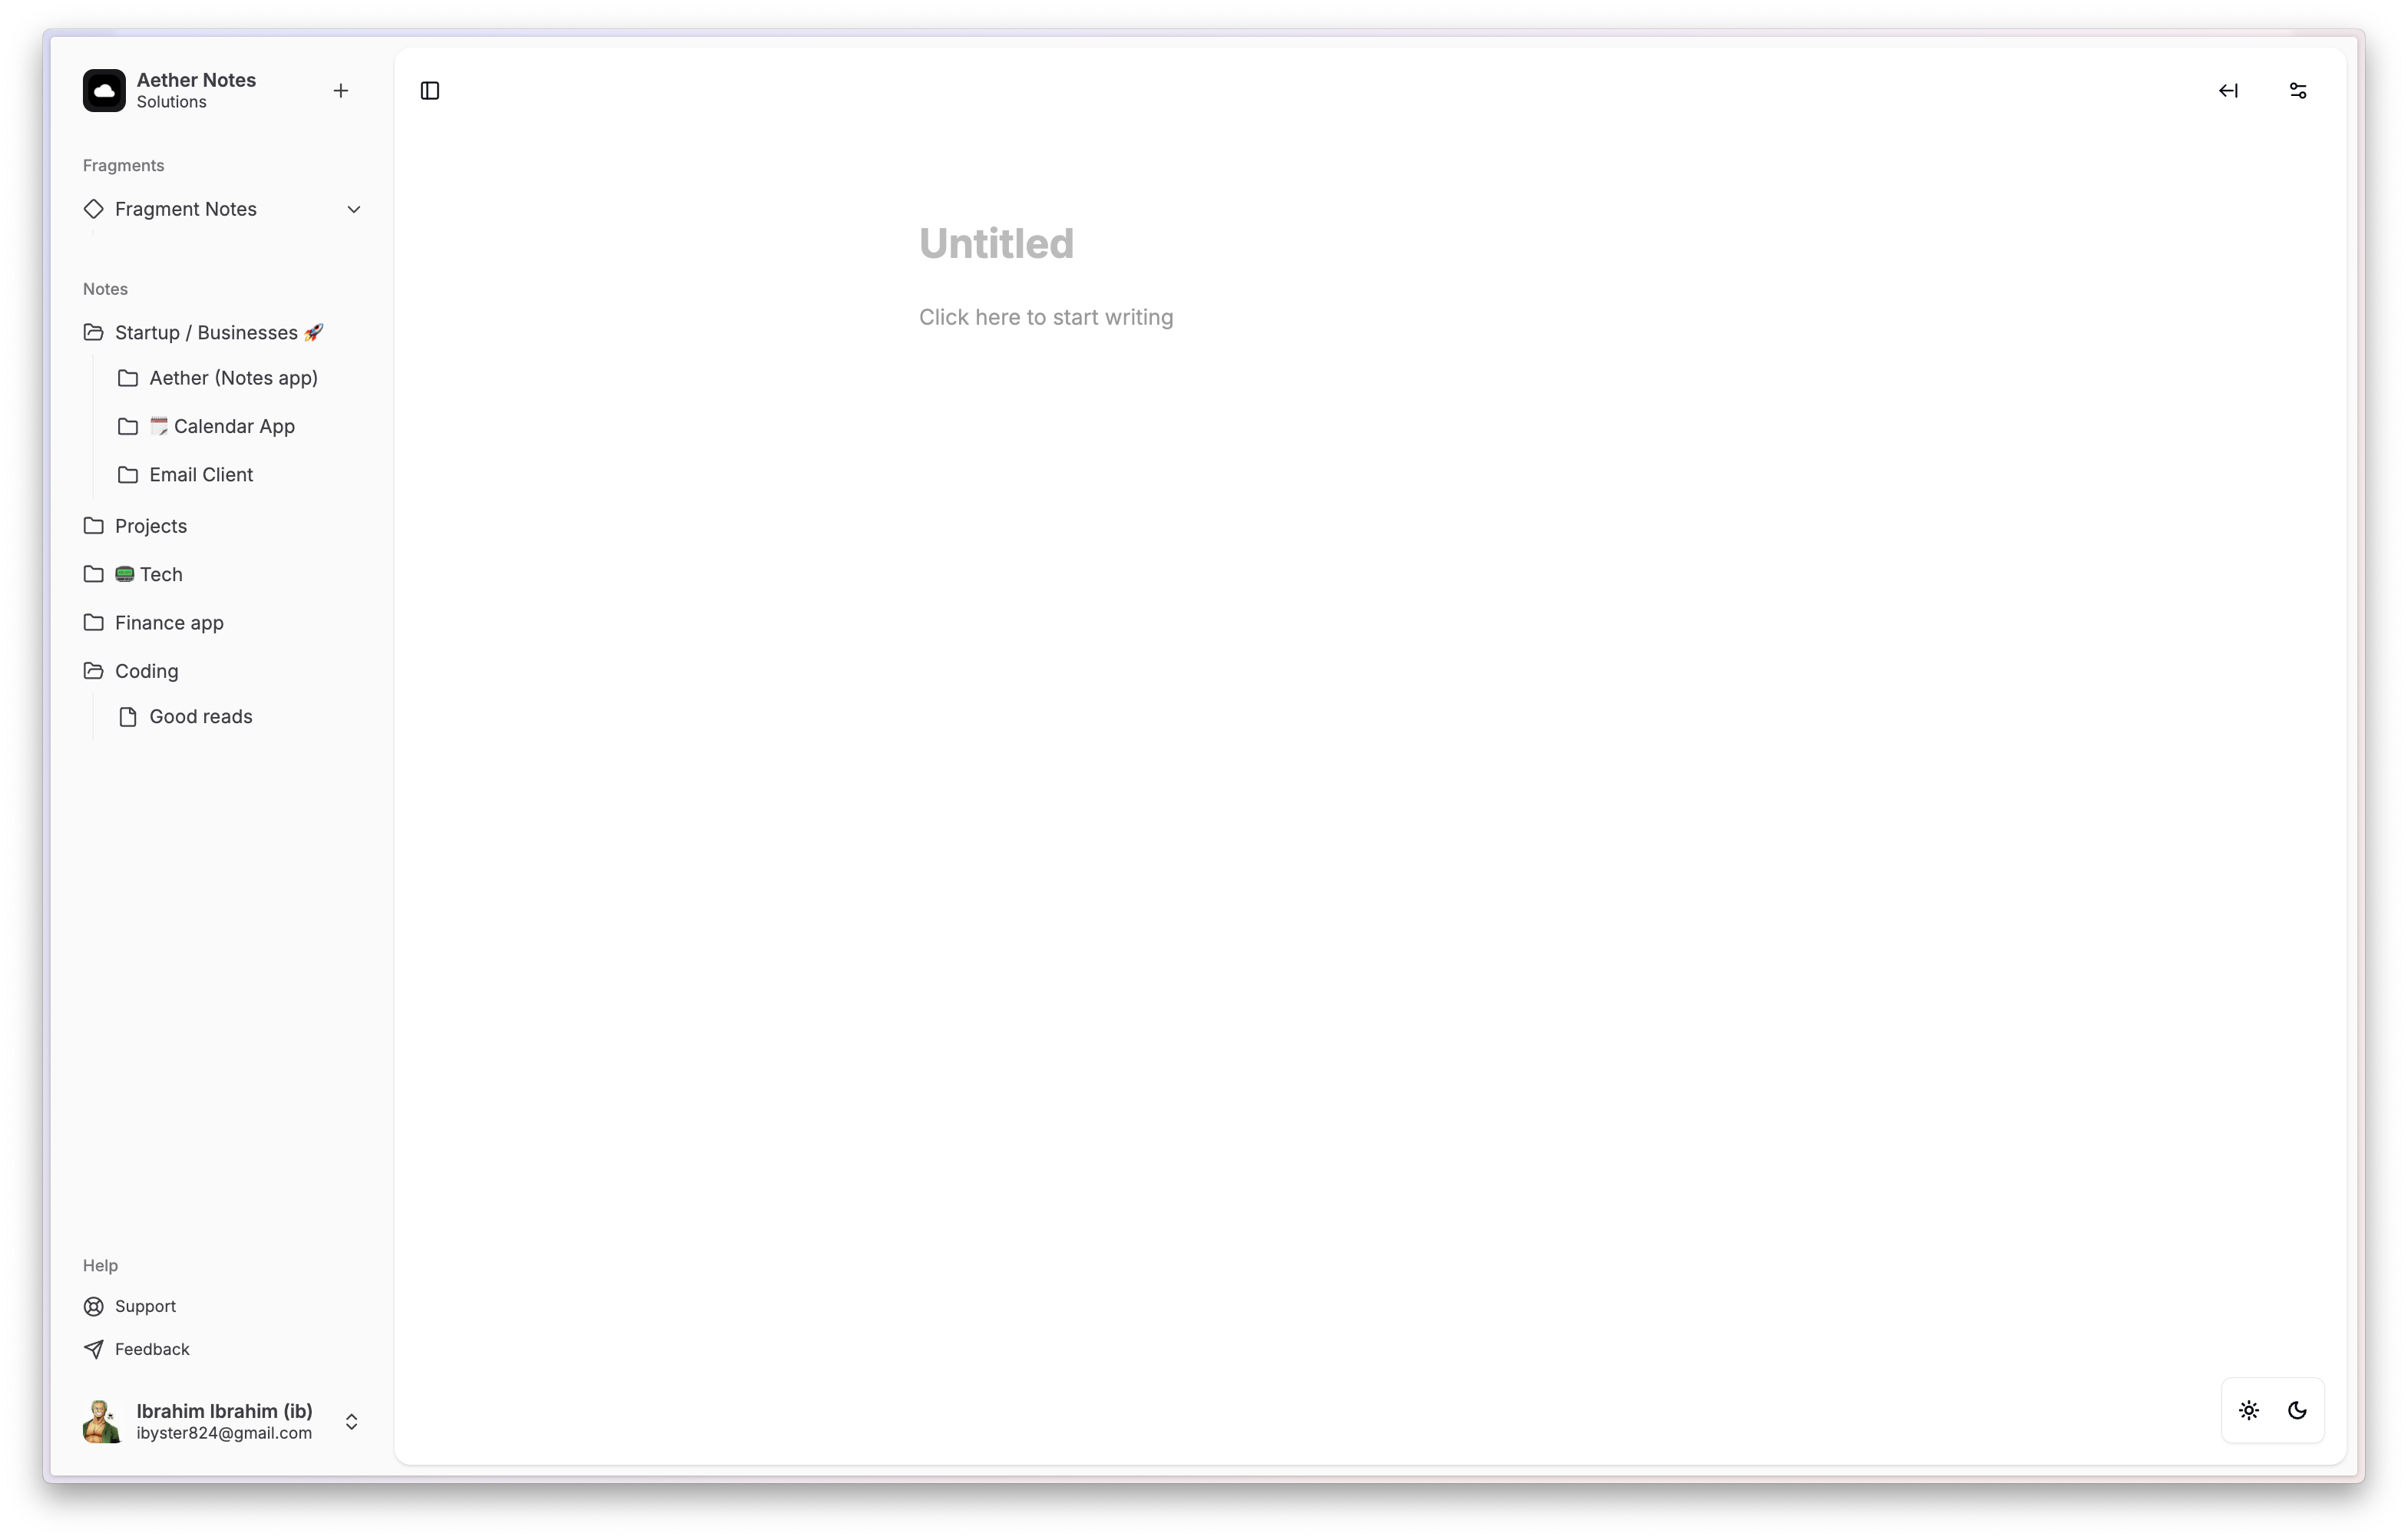 Aether Notes
Solutions
Fragments
Fragment Notes
Notes
Startup / Businesses 🚀
Aether (Notes app)
🗓️ Calendar App
Email Client
Projects
📟 Tech
Finance app
Coding
Good reads
Help
Support
Feedback
Ibrahim Ibrahim (ib)
ibyster824@gmail.com
Untitled
Click here to start writing